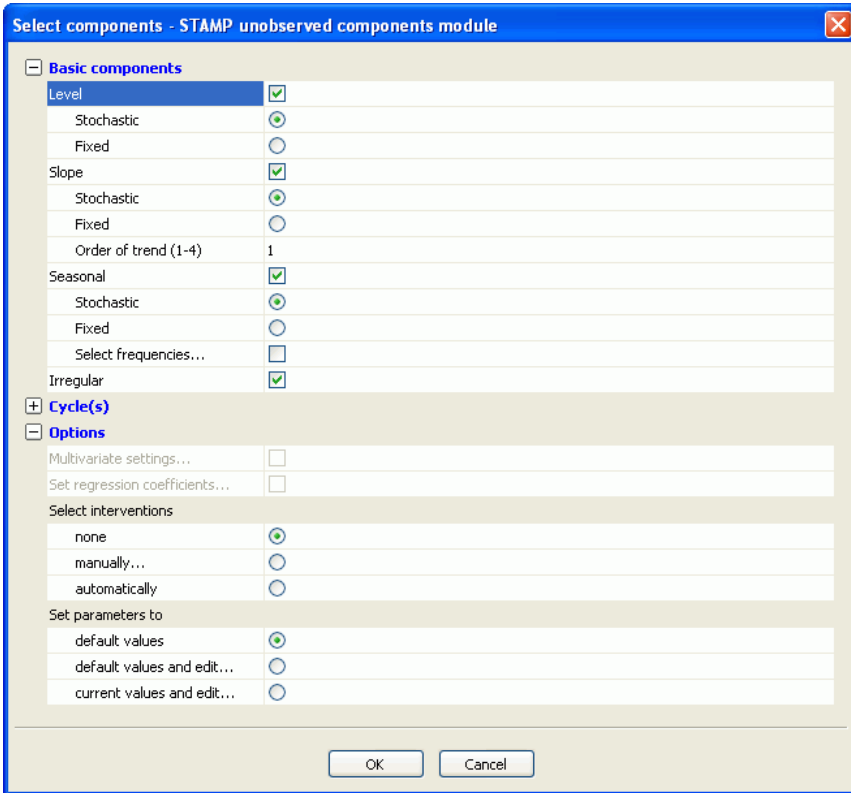 Select components - STAMP unobserved components module
Basic components
Level
Stochastic
Fixed
Slope
Stochastic
Fixed
Order of trend (1-4) 1
Seasonal
Stochastic
Fixed
Select frequencies...
Irregular
Cycle(s)
Options
Multivariate settings...
Set regression coefficients...
Select interventions
none
manually...
automatically
Set parameters to
default values
default values and edit...
current values and edit...
OK Cancel